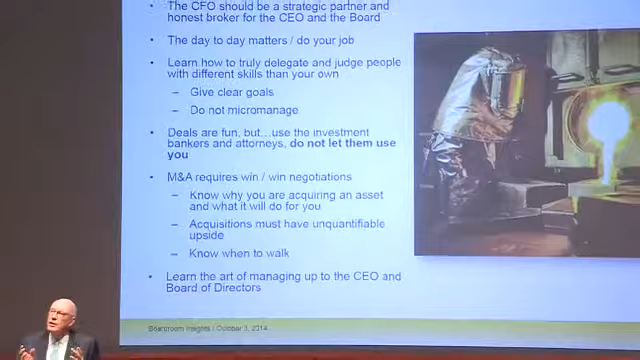 • The CFO should be a strategic partner and
honest broker for the CEO and the Board
• The day to day matters / do your job
• Learn how to truly delegate and judge people
with different skills than your own
– Give clear goals
– Do not micromanage
• Deals are fun, but...use the investment
bankers and attorneys, do not let them use
you
• M&A requires win / win negotiations
– Know why you are acquiring an asset
and what it will do for you
– Acquisitions must have unquantifiable
upside
– Know when to walk
• Learn the art of managing up to the CEO and
Board of Directors
Boardroom Insights / October 3, 2014